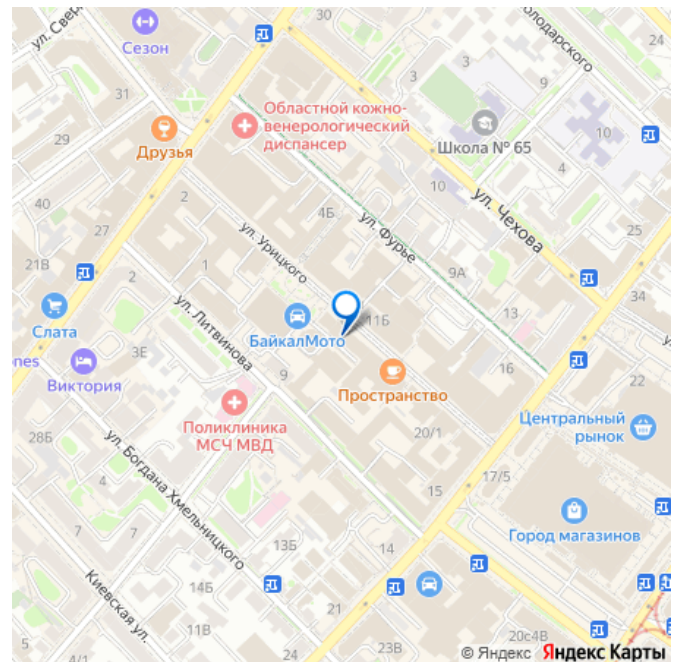 ул. Свер
Сезон
30
олодарского
24
31
Областной кожно-
венерологический
диспансер
3
3
9
Друзья
Школа № 65
10
29
4
2
10
ул. Чехова
40
4Б
ул. Урицкого
ул. Фурье
25
27
9А
21В
2
1
34
ул. Литвинова
13
Слата
БайкалМото
11Б
3Е
16
ones
9
Пространство
22
Виктория
Поликлиника
МСЧ МВД
Центральный
рынок
28Б
ул. Богдана Хмельницкого
20/1
4
17/5
15
7
7
Город магазинов
13Б
14
Киевская ул.
14Б
21
11В
20с4В
24
© Яндекс Яндекс Карты